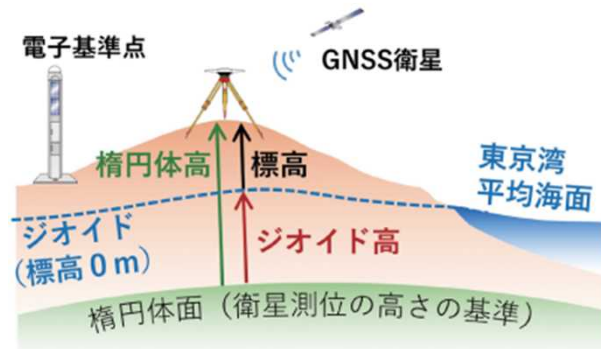 電子基準点
GNSS衛星
楕円体高
標高
東京湾
平均海面
ジオイド
(標高0m)
ジオイド高
楕円体面(衛星測位の高さの基準)